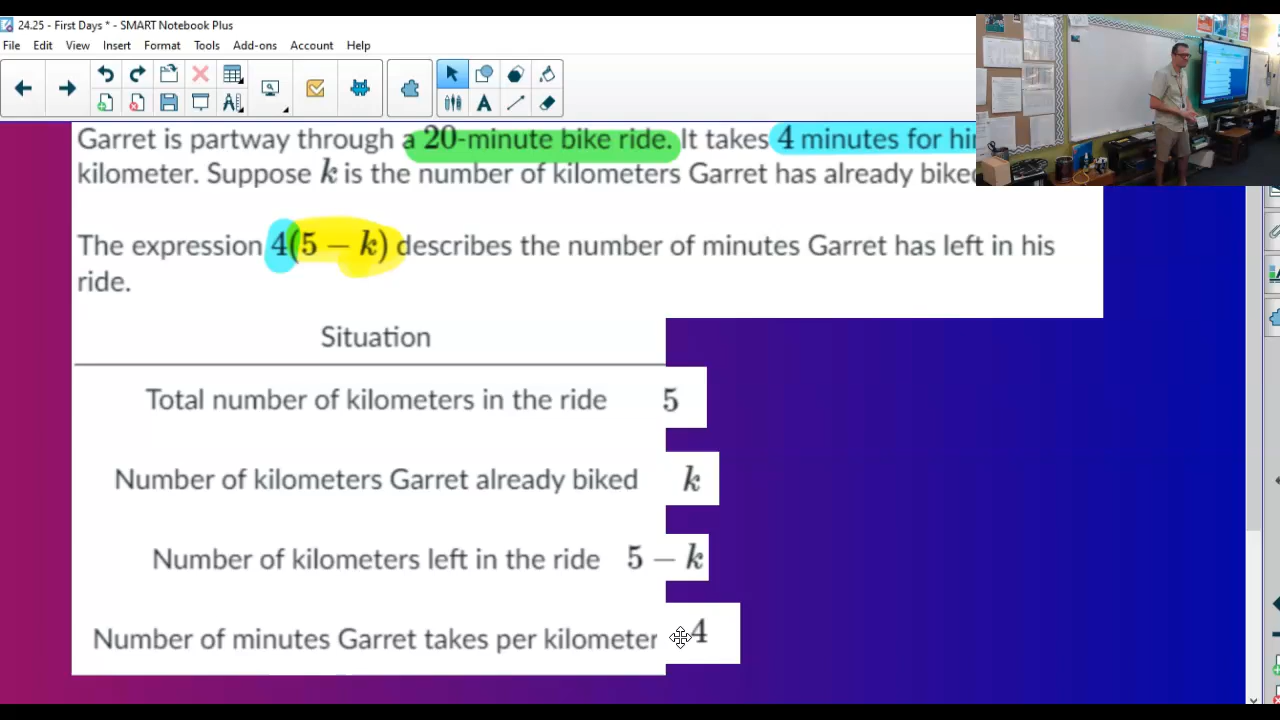 24.25 - First Days * - SMART Notebook Plus
File Edit View Insert Format Tools Add-ons Account Help
Garret is partway through a 20-minute bike ride. It takes 4 minutes for
kilometer. Suppose k is the number of kilometers Garret has already biked
The expression 4(5 − k) describes the number of minutes Garret has left in his
ride.
Situation
Total number of kilometers in the ride 5
Number of kilometers Garret already biked k
Number of kilometers left in the ride 5 − k
Number of minutes Garret takes per kilometer 4